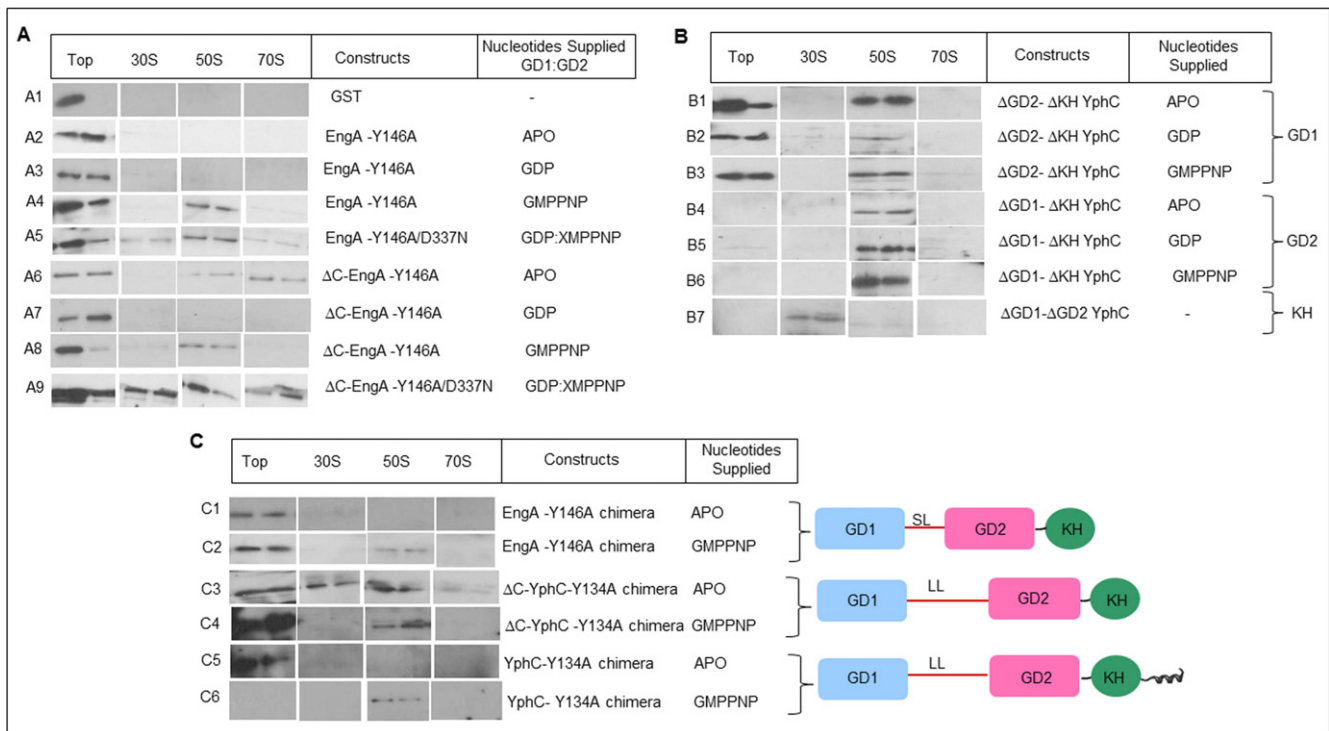 A
Top 30S 50S 70S Constructs Nucleotides Supplied
GD1:GD2
A1 GST -
A2 EngA -Y146A APO
A3 EngA -Y146A GDP
A4 EngA -Y146A GMPPNP
A5 EngA -Y146A/D337N GDP:XMPPNP
A6 ΔC-EngA -Y146A APO
A7 ΔC-EngA -Y146A GDP
A8 ΔC-EngA -Y146A GMPPNP
A9 ΔC-EngA -Y146A/D337N GDP:XMPPNP
B
Top 30S 50S 70S Constructs Nucleotides
Supplied
B1 ΔGD2- ΔKH YphC APO
B2 ΔGD2- ΔKH YphC GDP GD1
B3 ΔGD2- ΔKH YphC GMPPNP
B4 ΔGD1- ΔKH YphC APO
B5 ΔGD1- ΔKH YphC GDP GD2
B6 ΔGD1- ΔKH YphC GMPPNP
B7 ΔGD1-ΔGD2 YphC - KH
C
Top 30S 50S 70S Constructs Nucleotides
Supplied
C1 EngA -Y146A chimera APO
GD1 SL GD2 KH
C2 EngA -Y146A chimera GMPPNP
C3 ΔC-YphC-Y134A chimera APO
GD1 LL GD2 KH
C4 ΔC-YphC -Y134A chimera GMPPNP
C5 YphC-Y134A chimera APO
GD1 LL GD2 KH
C6 YphC- Y134A chimera GMPPNP